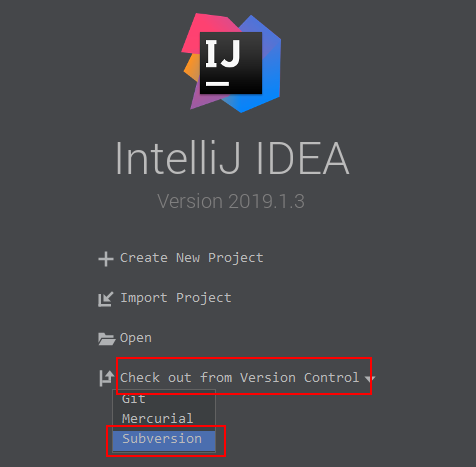 IJ
IntelliJ IDEA
Version 2019.1.3
Create New Project
Import Project
Open
Check out from Version Control
Git
Mercurial
Subversion